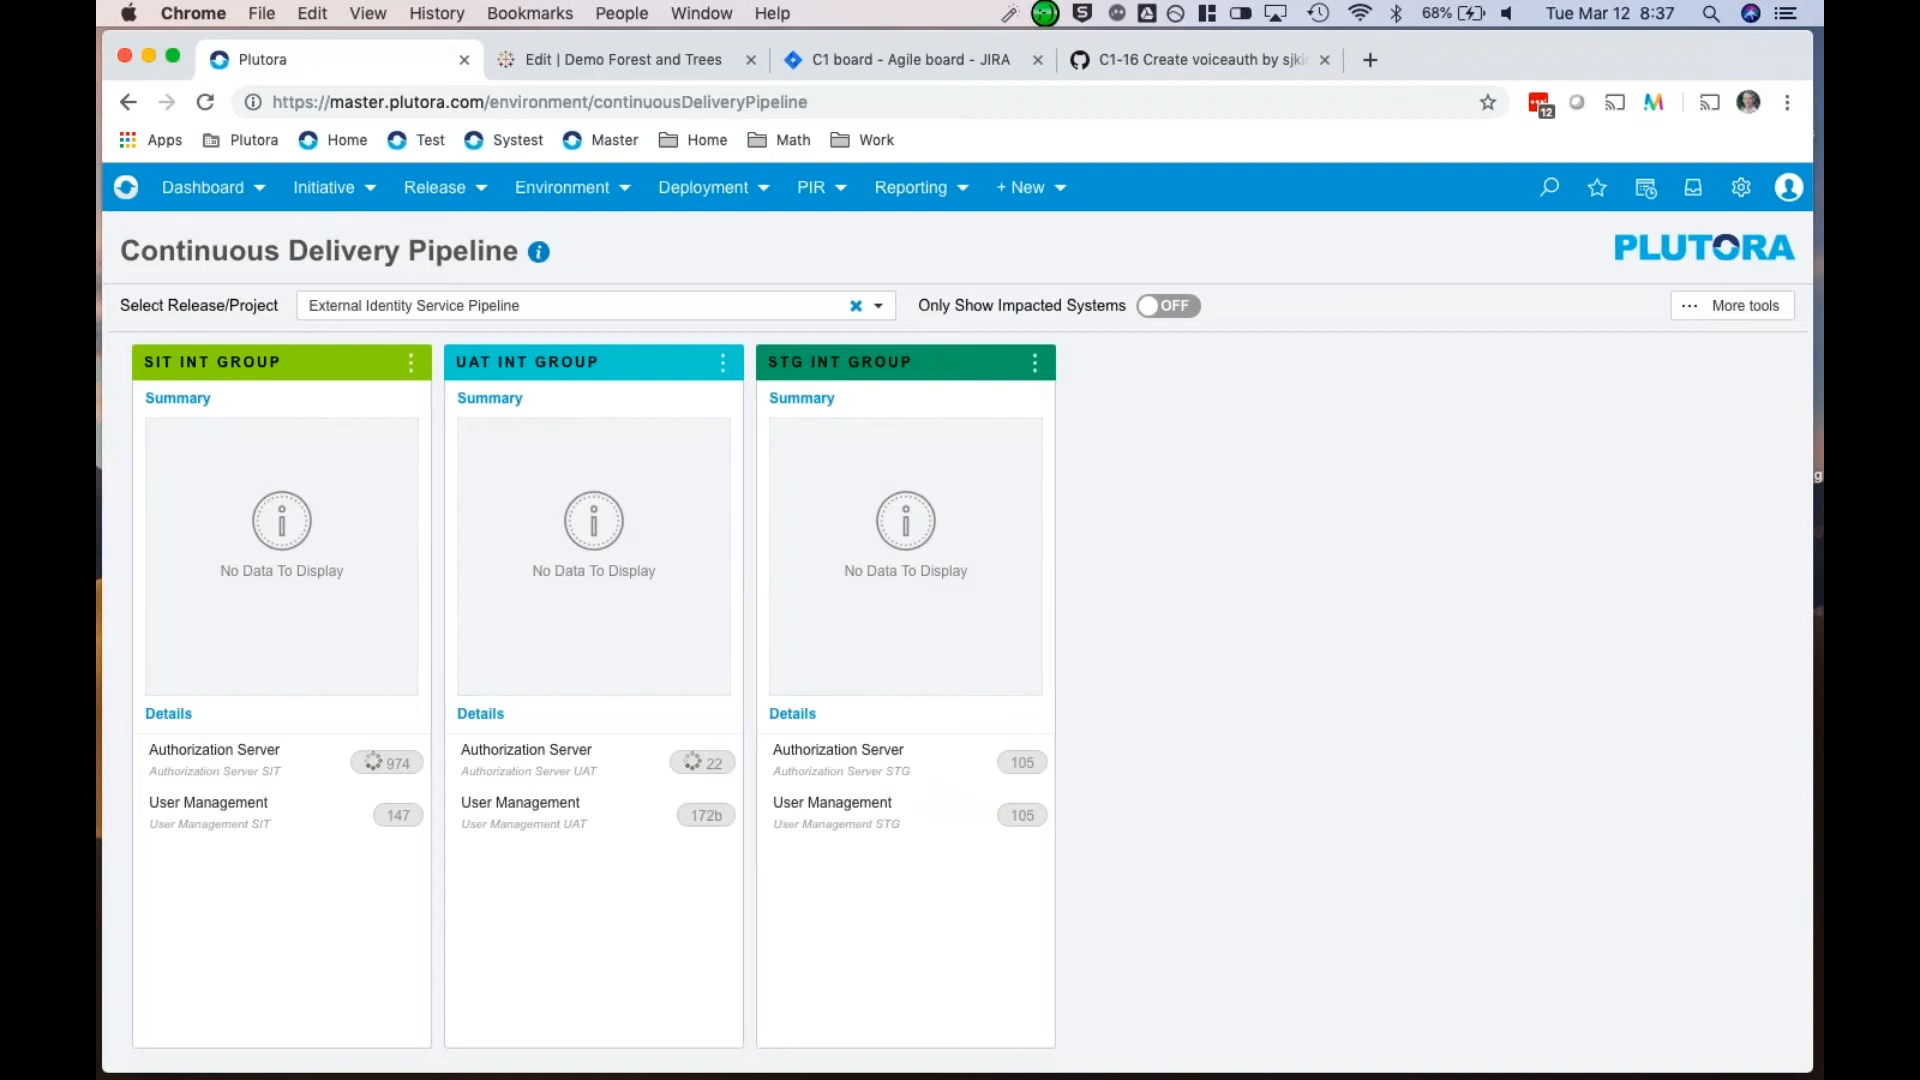 Chrome File Edit View History Bookmarks People Window Help 68% Tue Mar 12 8:37
Plutora Edit | Demo Forest and Trees C1 board - Agile board - JIRA C1-16 Create voiceauth by sjki
https://master.plutora.com/environment/continuousDeliveryPipeline 12
Apps Plutora Home Test Systest Master Home Math Work
Dashboard Initiative Release Environment Deployment PIR Reporting + New
Continuous Delivery Pipeline PLUTORA
Select Release/Project External Identity Service Pipeline Only Show Impacted Systems OFF More tools
SIT INT GROUP UAT INT GROUP STG INT GROUP
Summary Summary Summary
No Data To Display No Data To Display No Data To Display
Details Details Details
Authorization Server 974 Authorization Server 22 Authorization Server 105
Authorization Server SIT Authorization Server UAT Authorization Server STG
User Management 147 User Management 172b User Management 105
User Management SIT User Management UAT User Management STG